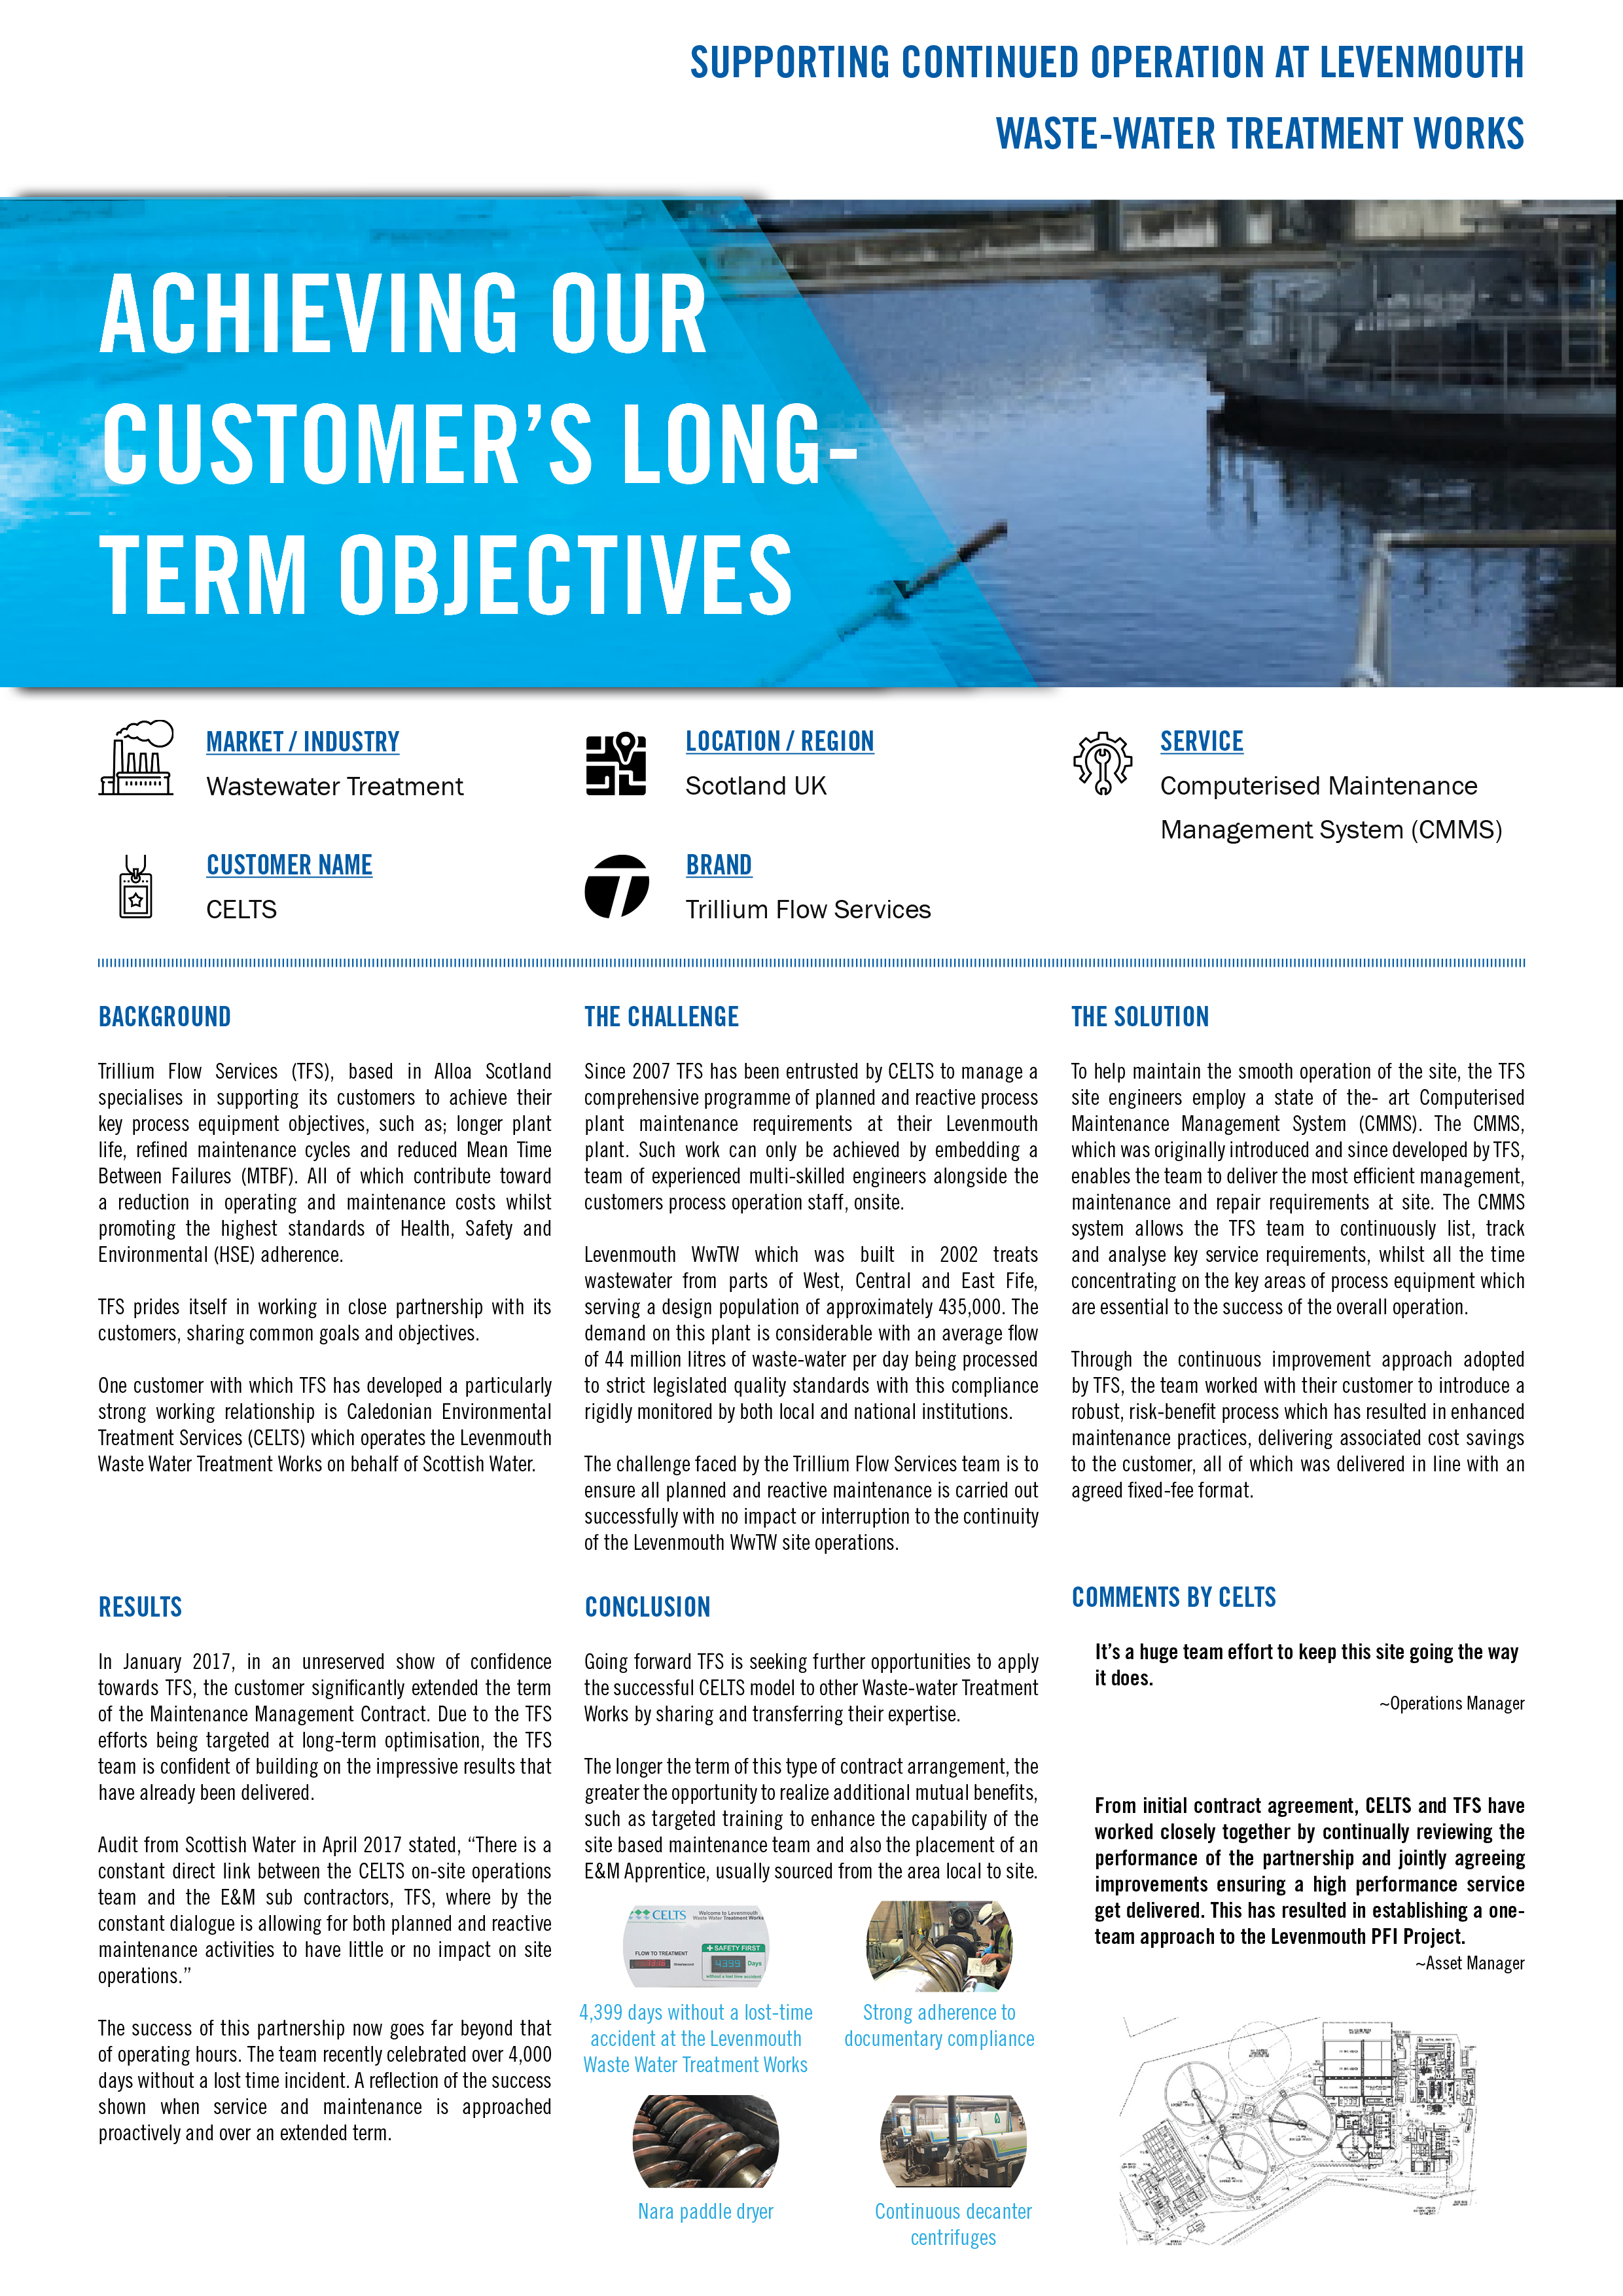 SUPPORTING CONTINUED OPERATION AT LEVENMOUTH
WASTE-WATER TREATMENT WORKS
ACHIEVING OUR
CUSTOMER’S LONG-
TERM OBJECTIVES
MARKET / INDUSTRY
Wastewater Treatment
LOCATION / REGION
Scotland UK
SERVICE
Computerised Maintenance
Management System (CMMS)
CUSTOMER NAME
CELTS
BRAND
Trillium Flow Services
BACKGROUND
Trillium Flow Services (TFS), based in Alloa Scotland
specialises in supporting its customers to achieve their
key process equipment objectives, such as; longer plant
life, refined maintenance cycles and reduced Mean Time
Between Failures (MTBF). All of which contribute toward
a reduction in operating and maintenance costs whilst
promoting the highest standards of Health, Safety and
Environmental (HSE) adherence.
TFS prides itself in working in close partnership with its
customers, sharing common goals and objectives.
One customer with which TFS has developed a particularly
strong working relationship is Caledonian Environmental
Treatment Services (CELTS) which operates the Levenmouth
Waste Water Treatment Works on behalf of Scottish Water.
THE CHALLENGE
Since 2007 TFS has been entrusted by CELTS to manage a
comprehensive programme of planned and reactive process
plant maintenance requirements at their Levenmouth
plant. Such work can only be achieved by embedding a
team of experienced multi-skilled engineers alongside the
customers process operation staff, onsite.
Levenmouth WwTW which was built in 2002 treats
wastewater from parts of West, Central and East Fife,
serving a design population of approximately 435,000. The
demand on this plant is considerable with an average flow
of 44 million litres of waste-water per day being processed
to strict legislated quality standards with this compliance
rigidly monitored by both local and national institutions.
The challenge faced by the Trillium Flow Services team is to
ensure all planned and reactive maintenance is carried out
successfully with no impact or interruption to the continuity
of the Levenmouth WwTW site operations.
THE SOLUTION
To help maintain the smooth operation of the site, the TFS
site engineers employ a state of the- art Computerised
Maintenance Management System (CMMS). The CMMS,
which was originally introduced and since developed by TFS,
enables the team to deliver the most efficient management,
maintenance and repair requirements at site. The CMMS
system allows the TFS team to continuously list, track
and analyse key service requirements, whilst all the time
concentrating on the key areas of process equipment which
are essential to the success of the overall operation.
Through the continuous improvement approach adopted
by TFS, the team worked with their customer to introduce a
robust, risk-benefit process which has resulted in enhanced
maintenance practices, delivering associated cost savings
to the customer, all of which was delivered in line with an
agreed fixed-fee format.
RESULTS
In January 2017, in an unreserved show of confidence
towards TFS, the customer significantly extended the term
of the Maintenance Management Contract. Due to the TFS
efforts being targeted at long-term optimisation, the TFS
team is confident of building on the impressive results that
have already been delivered.
Audit from Scottish Water in April 2017 stated, “There is a
constant direct link between the CELTS on-site operations
team and the E&M sub contractors, TFS, where by the
constant dialogue is allowing for both planned and reactive
maintenance activities to have little or no impact on site
operations.”
The success of this partnership now goes far beyond that
of operating hours. The team recently celebrated over 4,000
days without a lost time incident. A reflection of the success
shown when service and maintenance is approached
proactively and over an extended term.
CONCLUSION
Going forward TFS is seeking further opportunities to apply
the successful CELTS model to other Waste-water Treatment
Works by sharing and transferring their expertise.
The longer the term of this type of contract arrangement, the
greater the opportunity to realize additional mutual benefits,
such as targeted training to enhance the capability of the
site based maintenance team and also the placement of an
E&M Apprentice, usually sourced from the area local to site.
CELTS
Welcome to Levenmouth
Waste Water Treatment Works
FLOW TO TREATMENT
SAFETY FIRST
4399 Days
without a lost time accident
4,399 days without a lost-time
accident at the Levenmouth
Waste Water Treatment Works
Strong adherence to
documentary compliance
Nara paddle dryer
Continuous decanter
centrifuges
COMMENTS BY CELTS
It’s a huge team effort to keep this site going the way
it does.
~Operations Manager
From initial contract agreement, CELTS and TFS have
worked closely together by continually reviewing the
performance of the partnership and jointly agreeing
improvements ensuring a high performance service
get delivered. This has resulted in establishing a one-
team approach to the Levenmouth PFI Project.
~Asset Manager